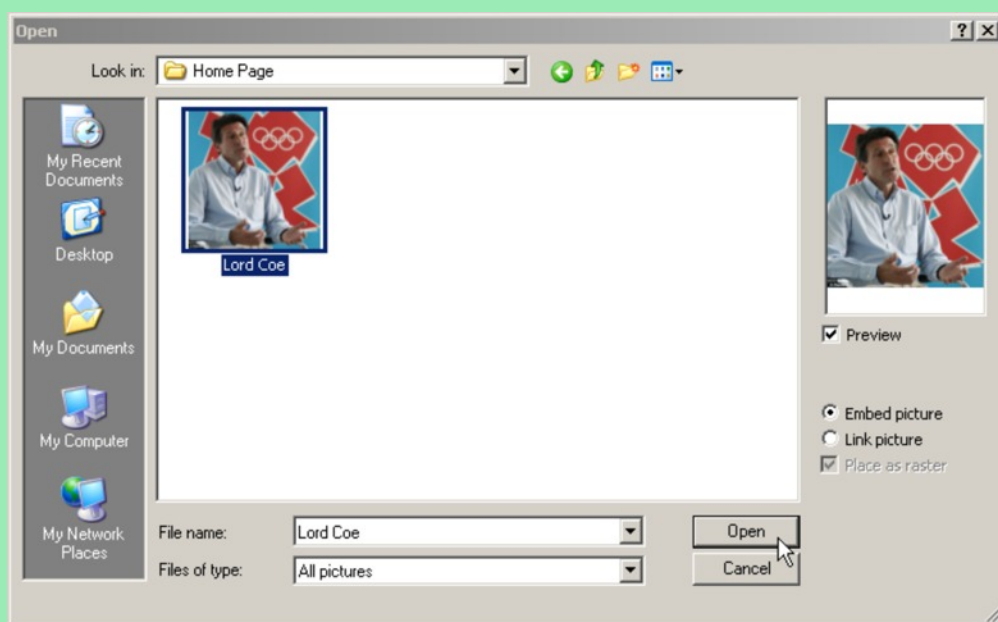 Open
Look in:
Home Page
My Recent
Documents
Desktop
My Documents
My Computer
My Network
Places
Lord Coe
Preview
Embed picture
Link picture
Place as raster
File name:
Lord Coe
Open
Files of type:
All pictures
Cancel